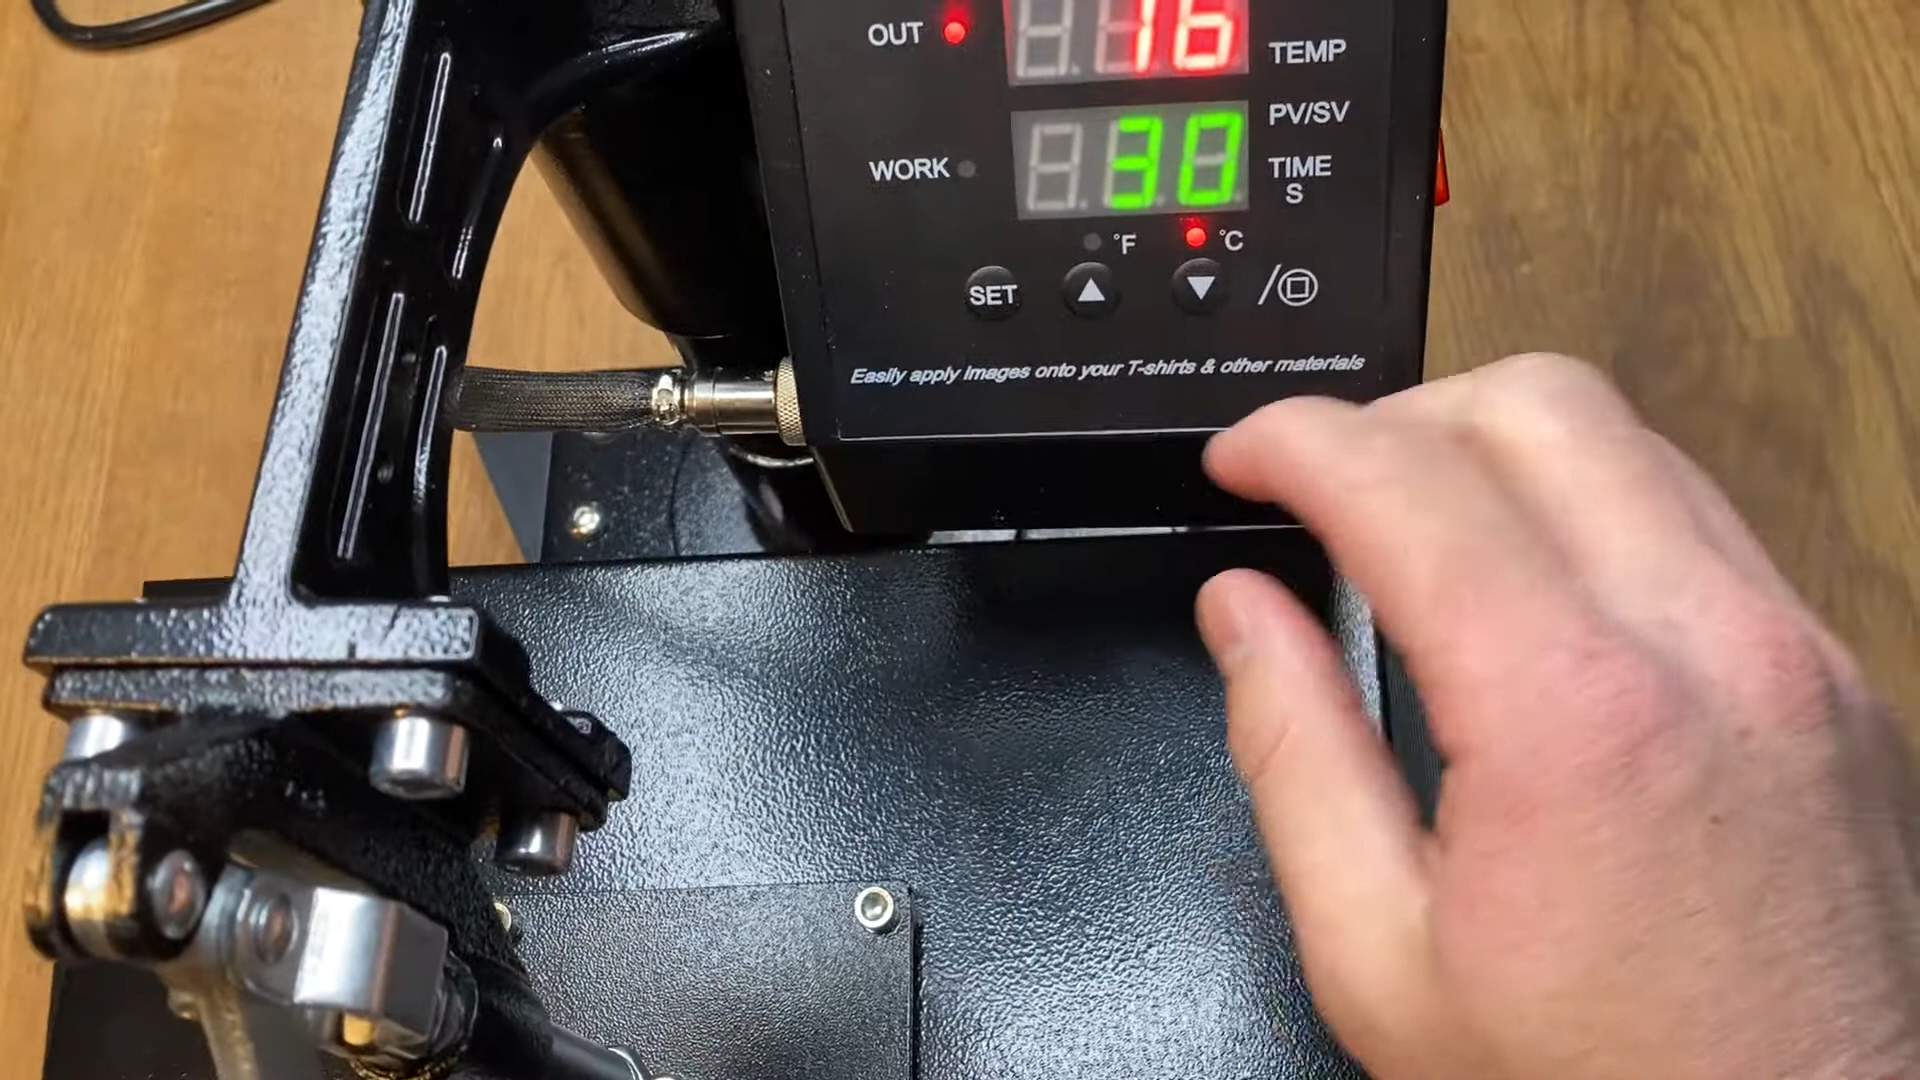 OUT 16 TEMP
PV/SV
WORK 30 TIME
S
°F °C
SET
Easily apply images onto your T-shirts & other materials